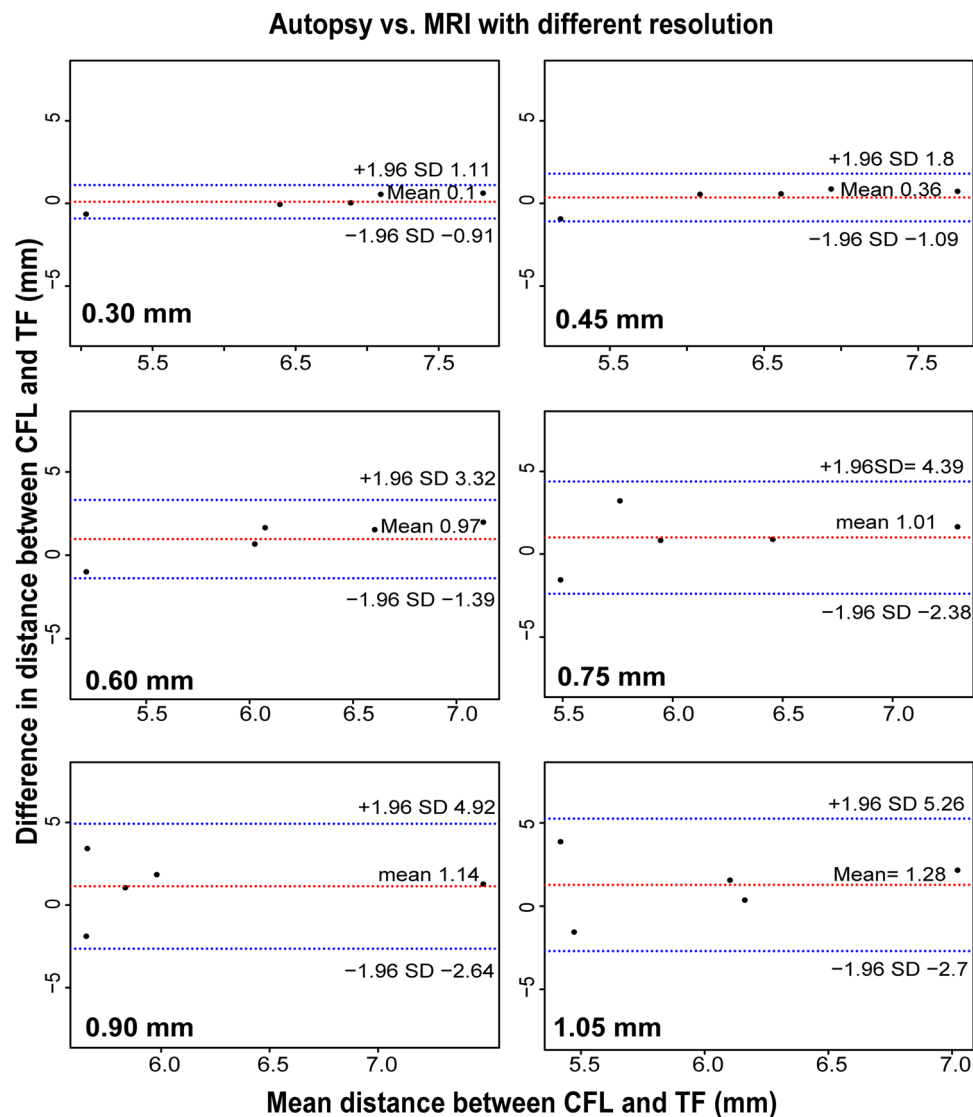 Autopsy vs. MRI with different resolution
Difference in distance between CFL and TF (mm)
5
0
−5
+1.96 SD 1.11
Mean 0.1
−1.96 SD −0.91
0.30 mm
5.5 6.5 7.5
5
0
−5
+1.96 SD 1.8
Mean 0.36
−1.96 SD −1.09
0.45 mm
5.5 6.5 7.5
5
0
−5
+1.96 SD 3.32
Mean 0.97
−1.96 SD −1.39
0.60 mm
5.5 6.0 6.5 7.0
5
0
−5
+1.96SD= 4.39
mean 1.01
−1.96 SD −2.38
0.75 mm
5.5 6.0 6.5 7.0
5
0
−5
+1.96 SD 4.92
mean 1.14
−1.96 SD −2.64
0.90 mm
6.0 6.5 7.0
5
0
−5
+1.96 SD 5.26
Mean= 1.28
−1.96 SD −2.7
1.05 mm
5.5 6.0 6.5 7.0
Mean distance between CFL and TF (mm)